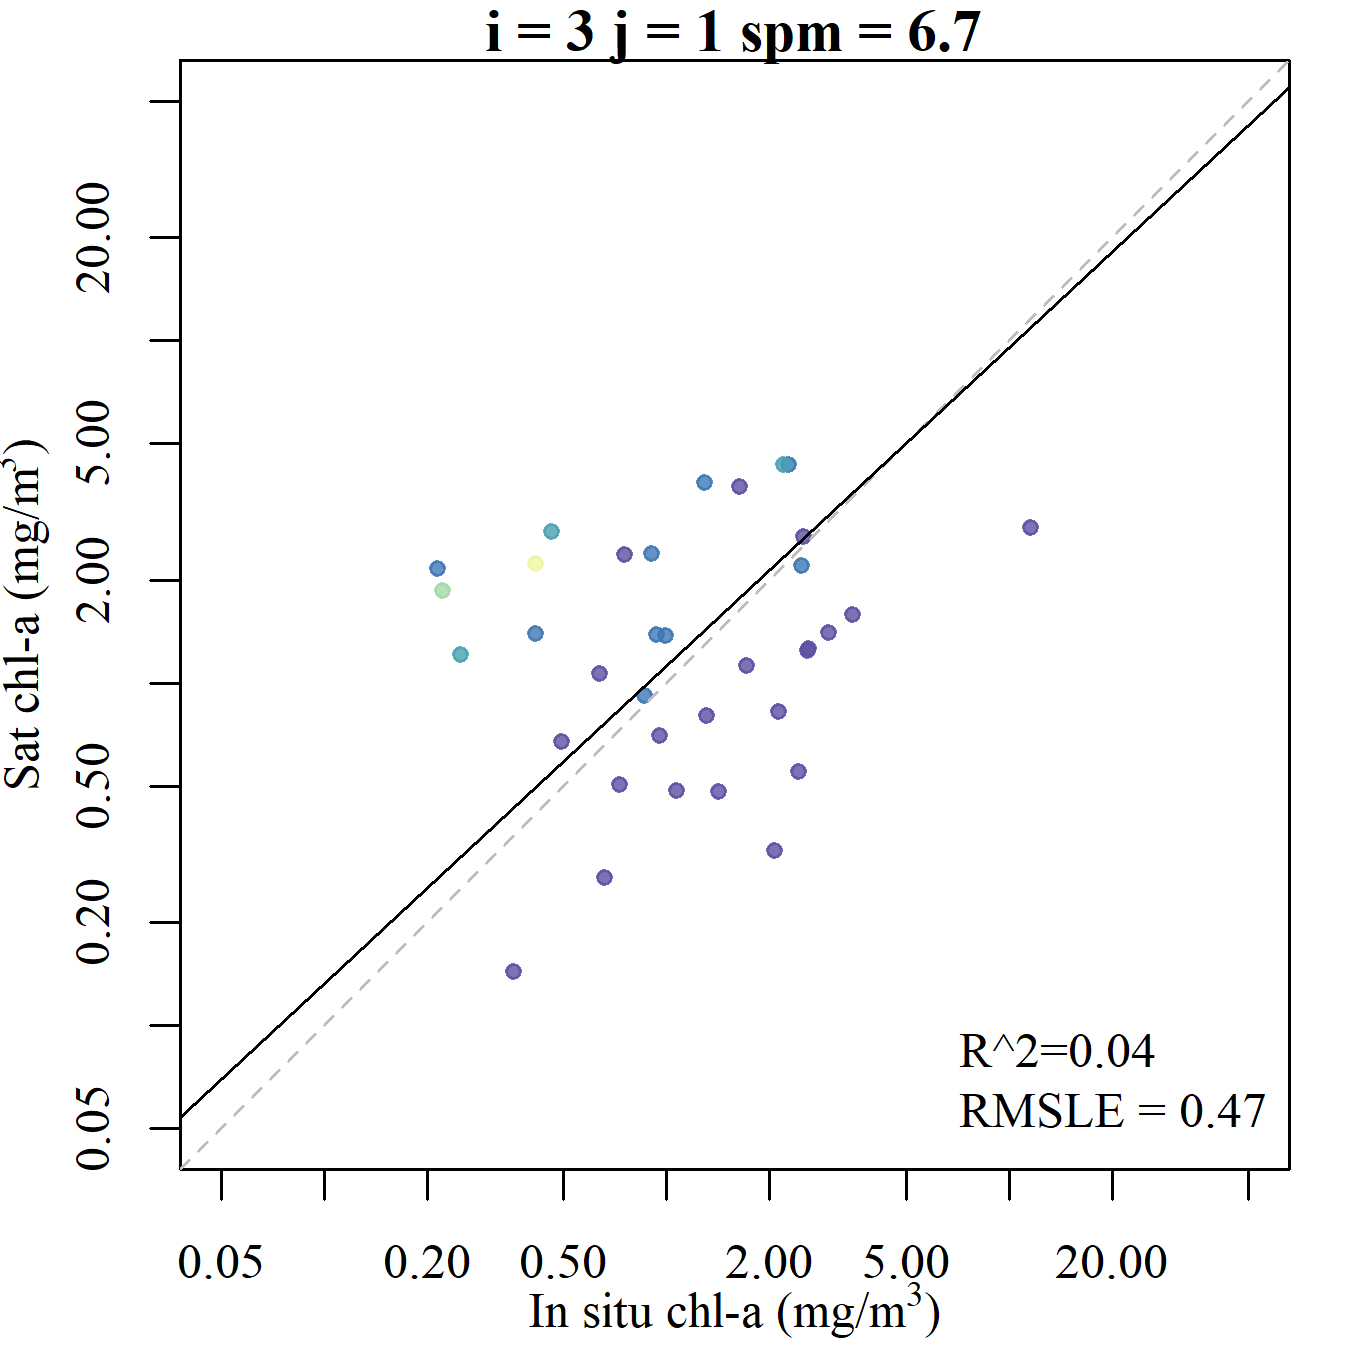 i = 3 j = 1 spm = 6.7
Sat chl-a (mg/m³)
20.00
5.00
2.00
0.50
0.20
0.05
R^2=0.04
RMSLE = 0.47
0.05 0.20 0.50 2.00 5.00 20.00
In situ chl-a (mg/m³)